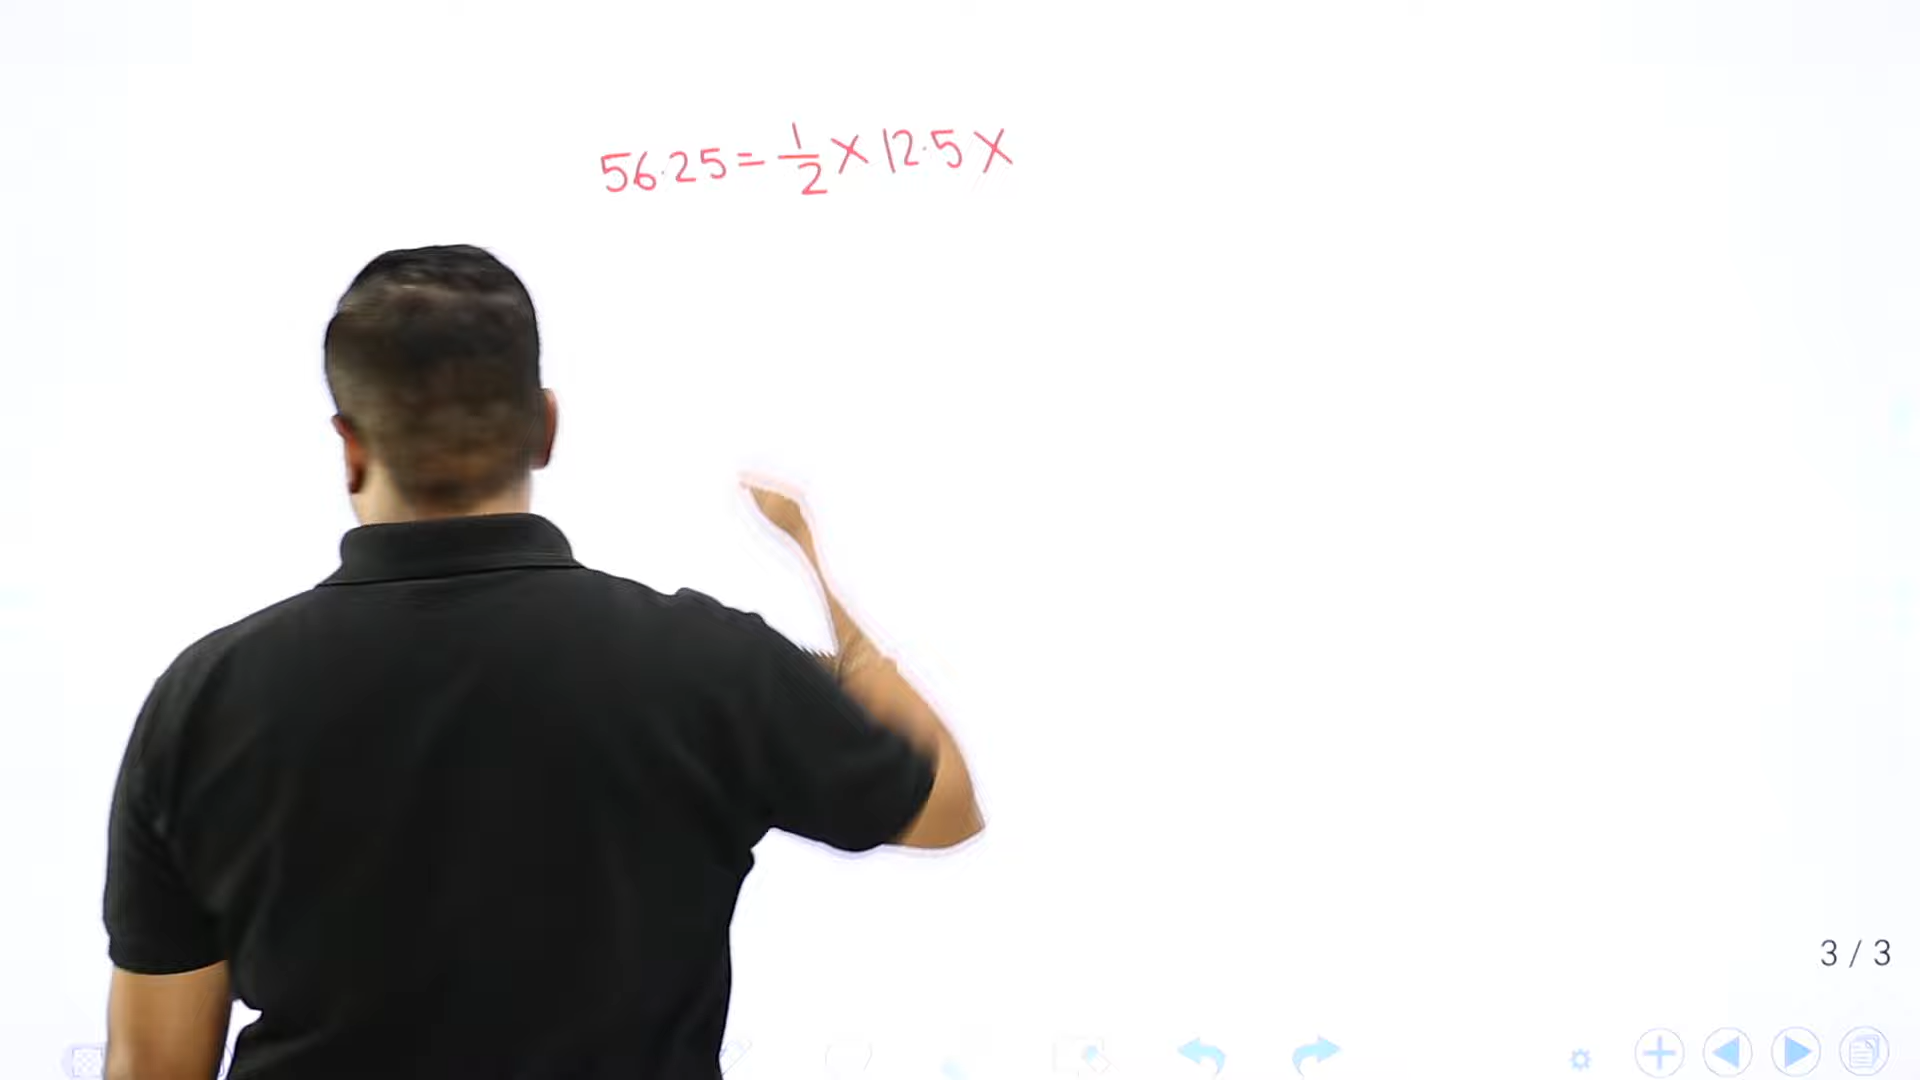 56.25 = 1/2 × 12.5 ×
3 / 3